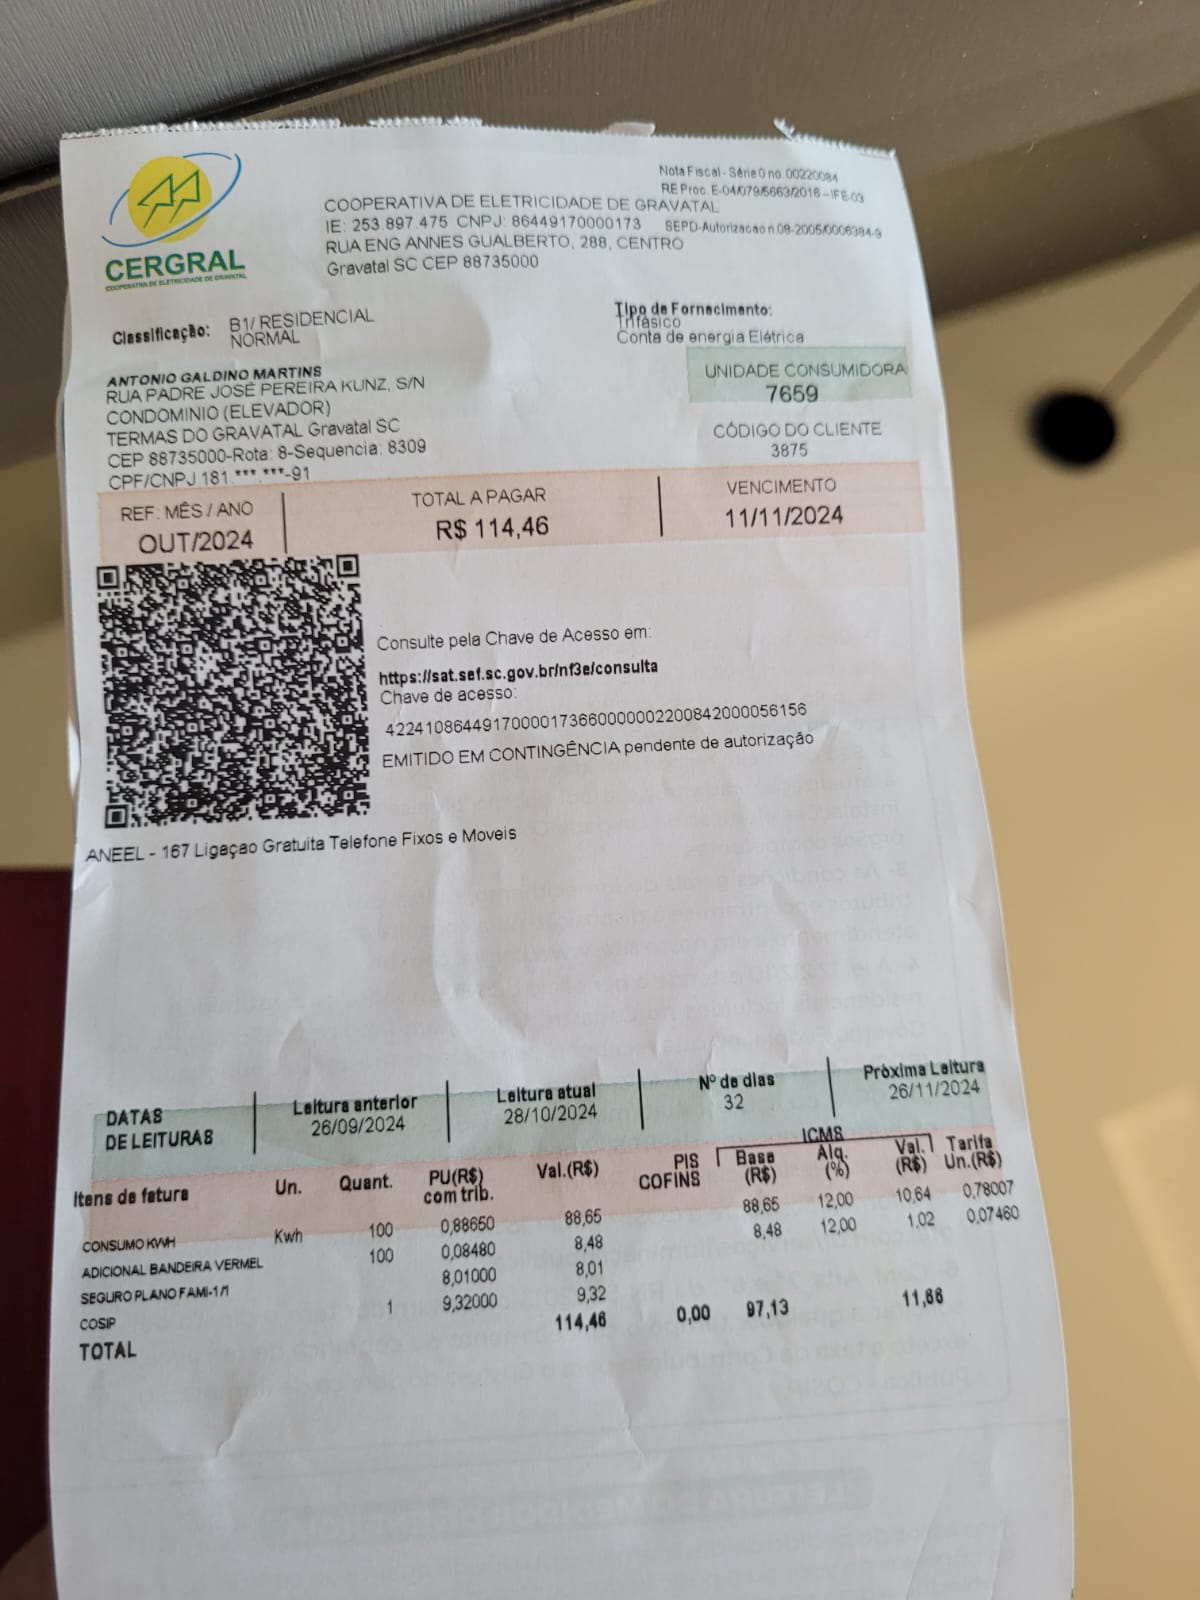 Nota Fiscal - Série 0 no. 00220084
RE Proc. E-04/079/5663/2016 - IFE-03
COOPERATIVA DE ELETRICIDADE DE GRAVATAL
IE: 253.897.475 CNPJ: 86449170000173 SEPD-Autorizacao n.08-2005/0006384-9
RUA ENG ANNES GUALBERTO, 288, CENTRO
Gravatal SC CEP 88735000
CERGRAL
COOPERATIVA DE ELETRICIDADE DE GRAVATAL
Classificação: B1/ RESIDENCIAL
NORMAL
Tipo de Fornecimento:
Trifásico
Conta de energia Elétrica
ANTONIO GALDINO MARTINS
RUA PADRE JOSÉ PEREIRA KUNZ, S/N
CONDOMINIO (ELEVADOR)
TERMAS DO GRAVATAL Gravatal SC
CEP 88735000-Rota: 8-Sequencia: 8309
CPF/CNPJ 181.***.***-91
UNIDADE CONSUMIDORA
7659
CÓDIGO DO CLIENTE
3875
REF: MÊS / ANO TOTAL A PAGAR VENCIMENTO
OUT/2024 R$ 114,46 11/11/2024
Consulte pela Chave de Acesso em:
https://sat.sef.sc.gov.br/nf3e/consulta
Chave de acesso:
42241086449170000173660000002200842000056156
EMITIDO EM CONTINGÊNCIA pendente de autorização
ANEEL - 167 Ligaçao Gratuita Telefone Fixos e Moveis
DATAS DE LEITURAS Leitura anterior Leitura atual Nº de dias Próxima Leitura
26/09/2024 28/10/2024 32 26/11/2024
ICMS
Itens de fatura Un. Quant. PU(R$) com trib. Val.(R$) PIS COFINS Base (R$) Alq. (%) Val. (R$) Tarifa Un.(R$)
CONSUMO KWH Kwh 100 0,88650 88,65 88,65 12,00 10,64 0,78007
ADICIONAL BANDEIRA VERMEL 100 0,08480 8,48 8,48 12,00 1,02 0,07460
SEGURO PLANO FAMI-1/1 8,01000 8,01
COSIP 1 9,32000 9,32
TOTAL 114,46 0,00 97,13 11,66